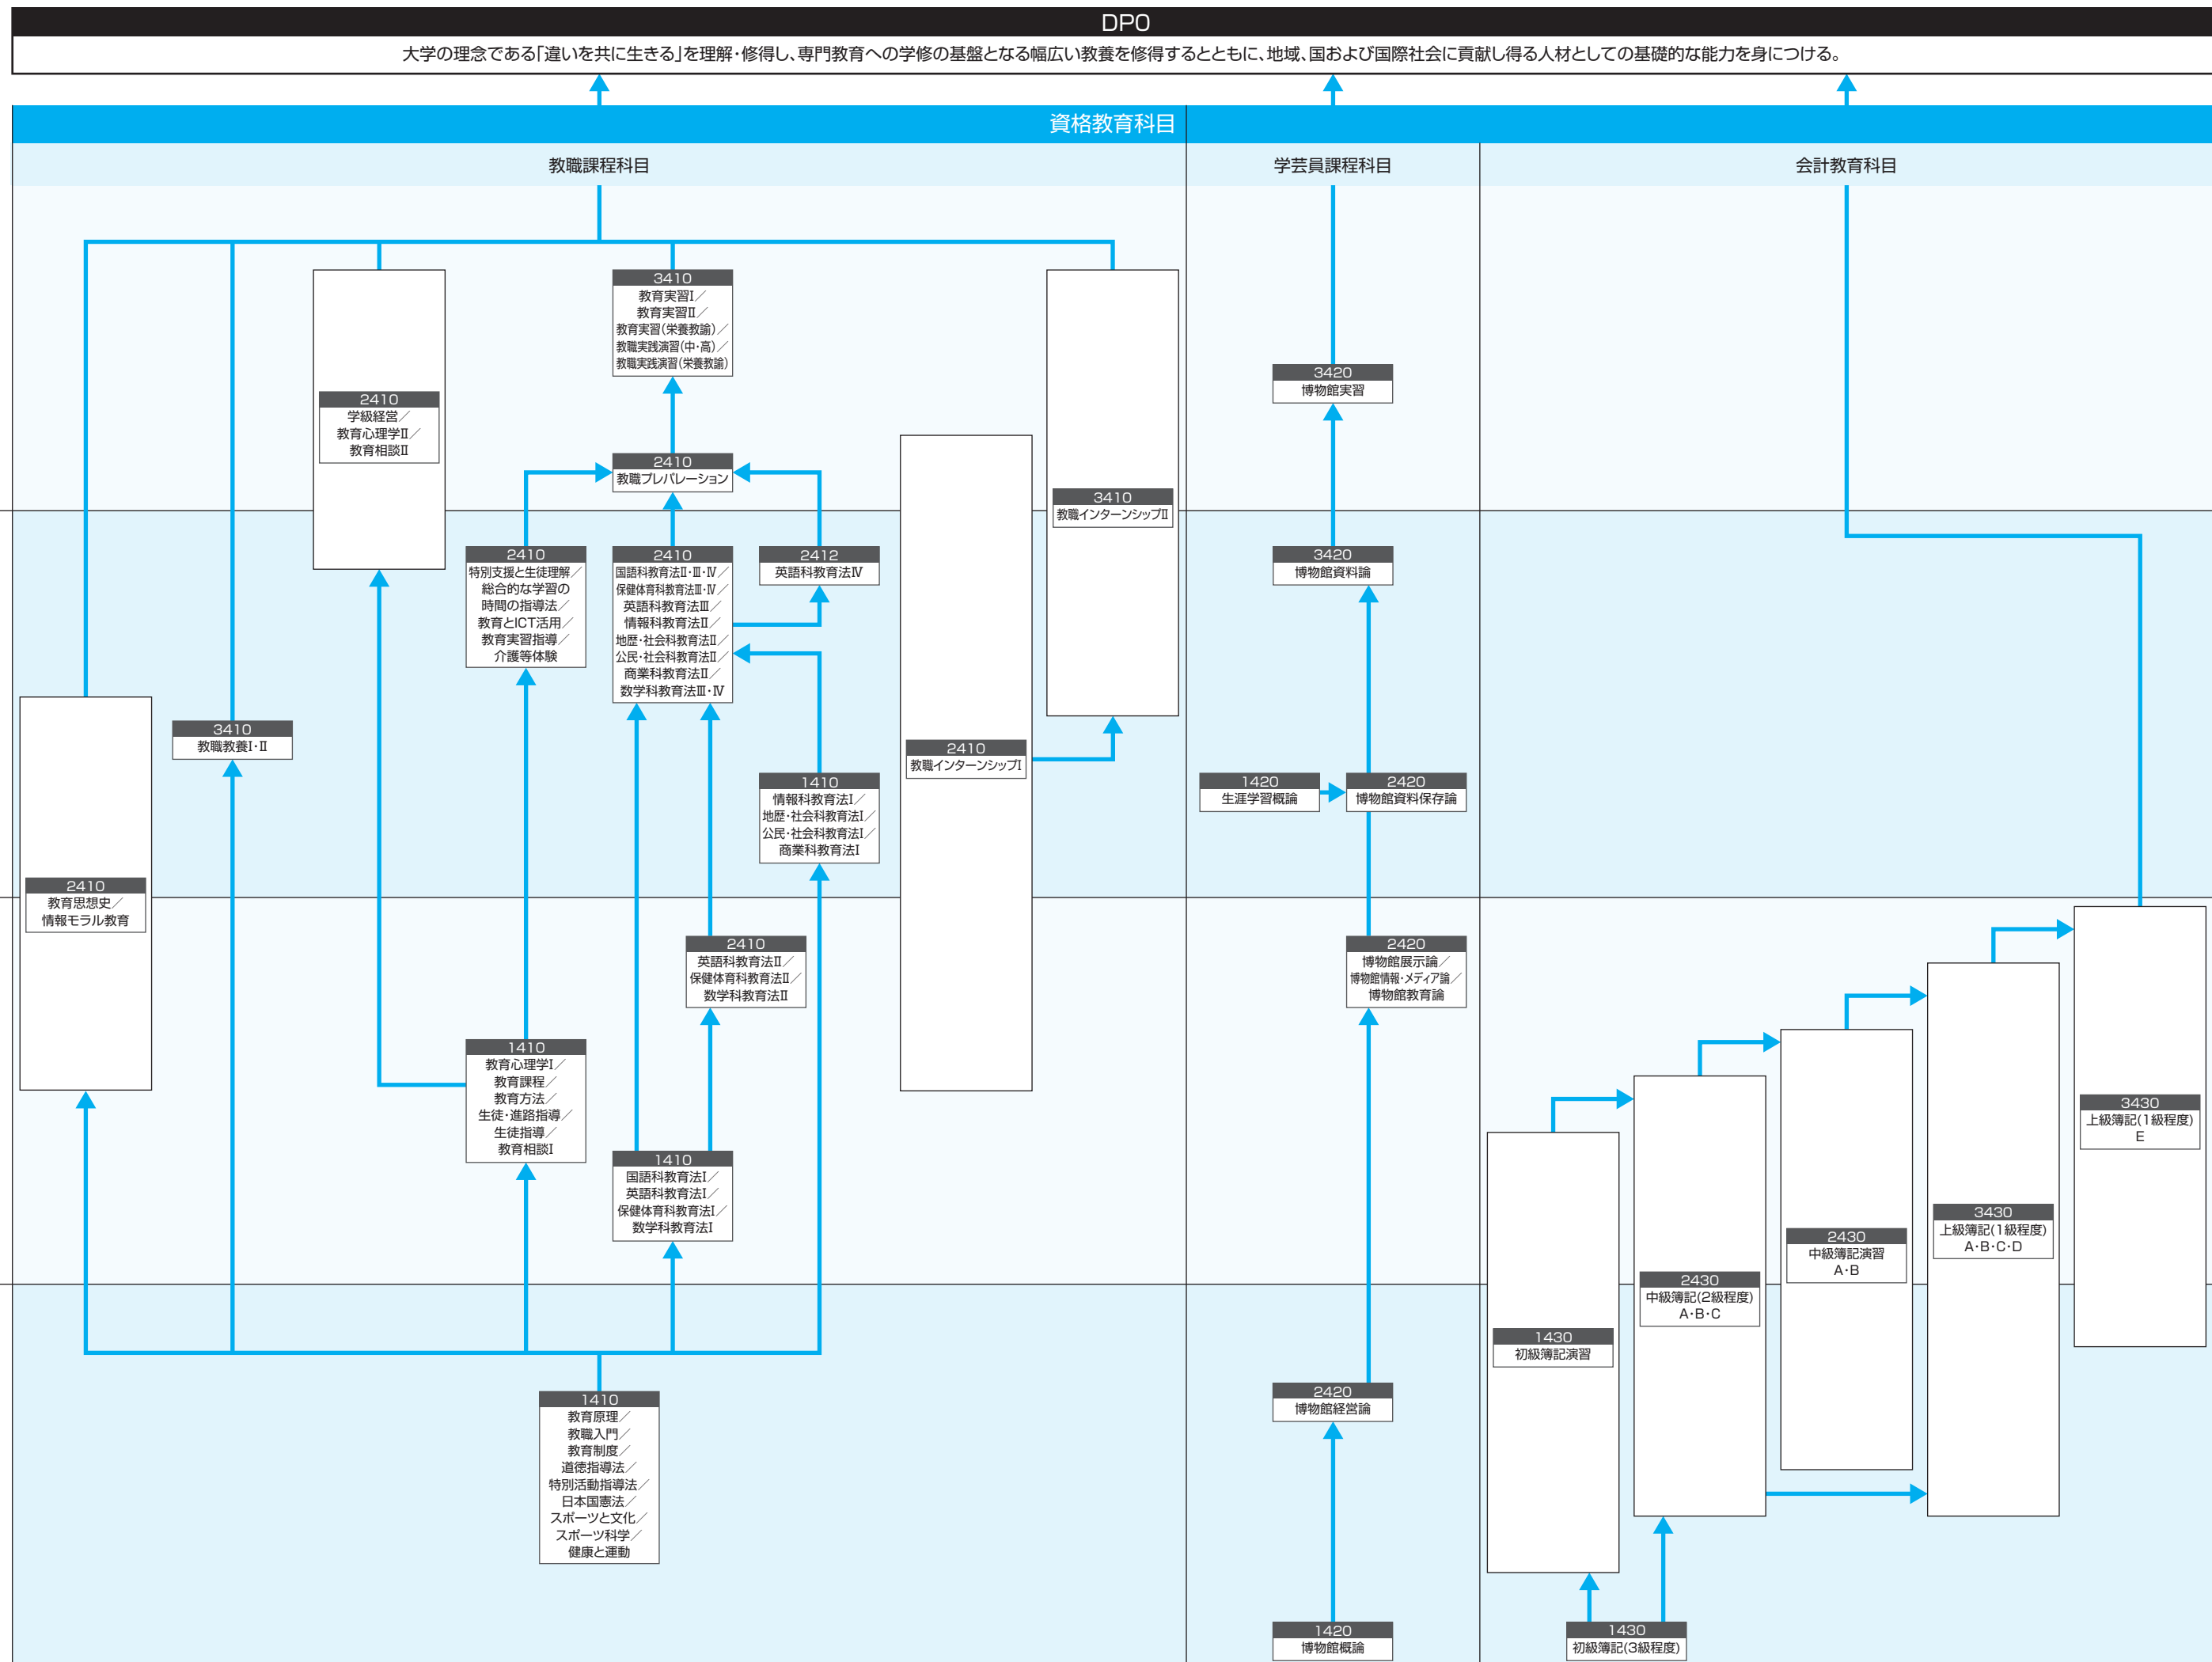 DP0
大学の理念である「違いを共に生きる」を理解・修得し、専門教育への学修の基盤となる幅広い教養を修得するとともに、地域、国および国際社会に貢献し得る人材としての基礎的な能力を身につける。
資格教育科目
教職課程科目
学芸員課程科目
会計教育科目
3410
教育実習Ⅰ／
教育実習Ⅱ／
教育実習（栄養教諭）／
教職実践演習（中・高）／
教職実践演習（栄養教諭）
2410
学級経営／
教育心理学Ⅱ／
教育相談Ⅱ
2410
教職プレパレーション
3410
教職インターンシップⅡ
2410
特別支援と生徒理解／
総合的な学習の
時間の指導法／
教育とICT活用／
教育実習指導／
介護等体験
2410
国語科教育法Ⅱ・Ⅲ・Ⅳ／
保健体育科教育法Ⅲ・Ⅳ／
英語科教育法Ⅲ／
情報科教育法Ⅱ／
地歴・社会科教育法Ⅱ／
公民・社会科教育法Ⅱ／
商業科教育法Ⅱ／
数学科教育法Ⅲ・Ⅳ
2412
英語科教育法Ⅳ
3410
教職教養Ⅰ・Ⅱ
2410
教職インターンシップⅠ
1410
情報科教育法Ⅰ／
地歴・社会科教育法Ⅰ／
公民・社会科教育法Ⅰ／
商業科教育法Ⅰ
2410
教育思想史／
情報モラル教育
2410
英語科教育法Ⅱ／
保健体育科教育法Ⅱ／
数学科教育法Ⅱ
1410
教育心理学Ⅰ／
教育課程／
教育方法／
生徒・進路指導／
生徒指導／
教育相談Ⅰ
1410
国語科教育法Ⅰ／
英語科教育法Ⅰ／
保健体育科教育法Ⅰ／
数学科教育法Ⅰ
1410
教育原理／
教職入門／
教育制度／
道徳指導法／
特別活動指導法／
日本国憲法／
スポーツと文化／
スポーツ科学／
健康と運動
3420
博物館実習
3420
博物館資料論
1420
生涯学習概論
2420
博物館資料保存論
2420
博物館展示論／
博物館情報・メディア論／
博物館教育論
2420
博物館経営論
1420
博物館概論
3430
上級簿記(1級程度)
E
3430
上級簿記(1級程度)
A・B・C・D
2430
中級簿記演習
A・B
2430
中級簿記(2級程度)
A・B・C
1430
初級簿記演習
1430
初級簿記(3級程度)